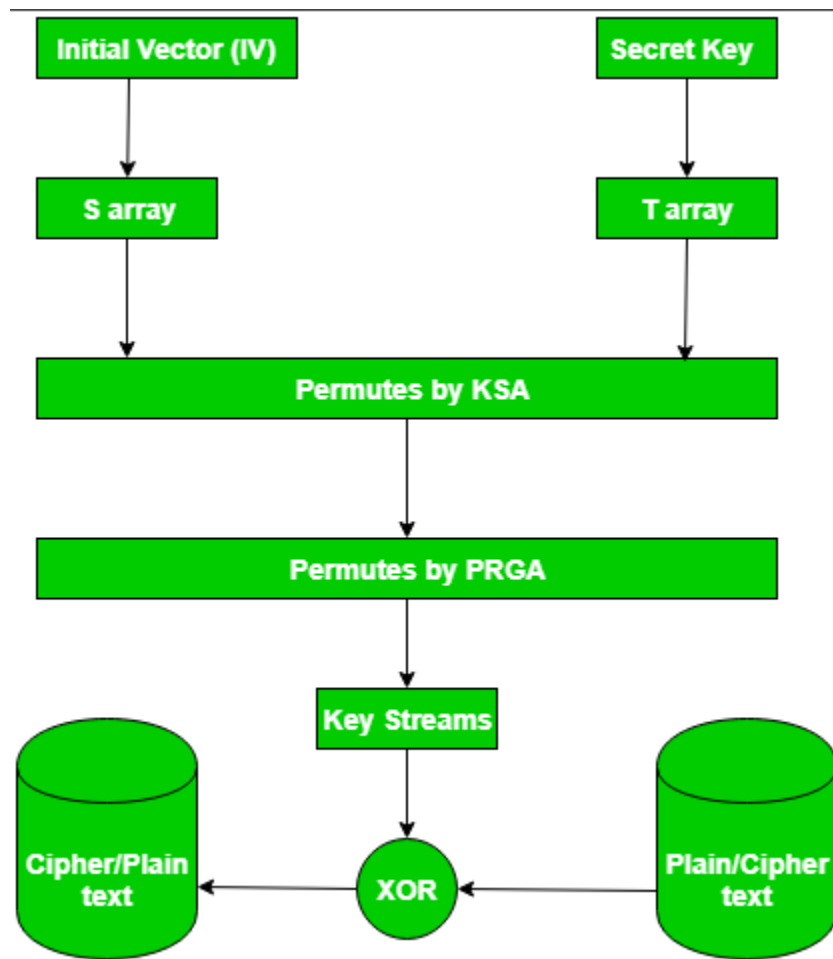 Initial Vector (IV)
Secret Key
S array
T array
Permutes by KSA
Permutes by PRGA
Key Streams
Cipher/Plain
text
XOR
Plain/Cipher
text